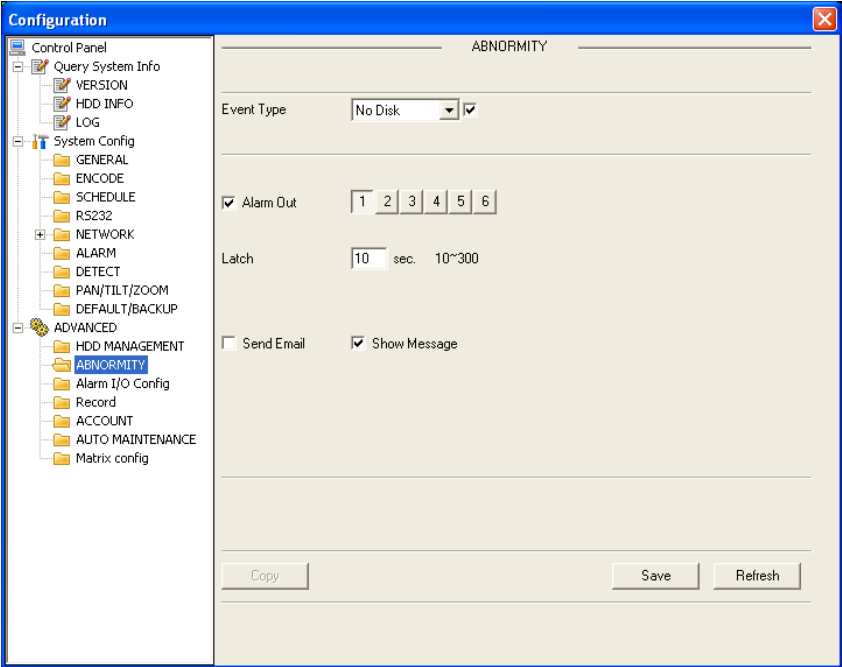 Configuration
Control Panel
Query System Info
VERSION
HDD INFO
LOG
System Config
GENERAL
ENCODE
SCHEDULE
RS232
NETWORK
ALARM
DETECT
PAN/TILT/ZOOM
DEFAULT/BACKUP
ADVANCED
HDD MANAGEMENT
ABNORMITY
Alarm I/O Config
Record
ACCOUNT
AUTO MAINTENANCE
Matrix config
ABNORMITY
Event Type No Disk
Alarm Out 1 2 3 4 5 6
Latch 10 sec. 10~300
Send Email Show Message
Copy Save Refresh